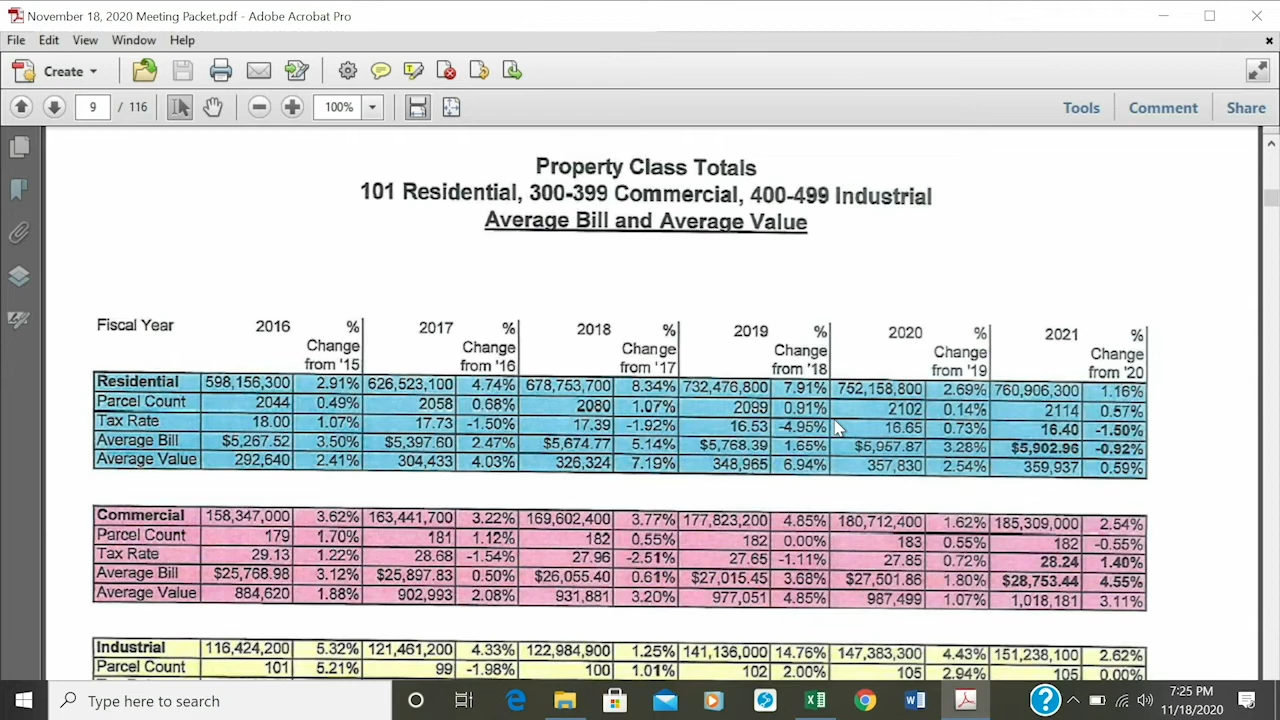 November 18, 2020 Meeting Packet.pdf - Adobe Acrobat Pro
File Edit View Window Help
Create
9 / 116 100% Tools Comment Share
Property Class Totals
101 Residential, 300-399 Commercial, 400-499 Industrial
Average Bill and Average Value
Fiscal Year 2016 % 2017 % 2018 % 2019 % 2020 % 2021 %
Change Change Change Change Change Change
from '15 from '16 from '17 from '18 from '19 from '20
Residential 598,156,300 2.91% 626,523,100 4.74% 678,753,700 8.34% 732,476,800 7.91% 752,158,800 2.69% 760,906,300 1.16%
Parcel Count 2044 0.49% 2058 0.68% 2080 1.07% 2099 0.91% 2102 0.14% 2114 0.57%
Tax Rate 18.00 1.07% 17.73 -1.50% 17.39 -1.92% 16.53 -4.95% 16.65 0.73% 16.40 -1.50%
Average Bill $5,267.52 3.50% $5,397.60 2.47% $5,674.77 5.14% $5,768.39 1.65% $5,957.87 3.28% $5,902.96 -0.92%
Average Value 292,640 2.41% 304,433 4.03% 326,324 7.19% 348,965 6.94% 357,830 2.54% 359,937 0.59%
Commercial 158,347,000 3.62% 163,441,700 3.22% 169,602,400 3.77% 177,823,200 4.85% 180,712,400 1.62% 185,309,000 2.54%
Parcel Count 179 1.70% 181 1.12% 182 0.55% 182 0.00% 183 0.55% 182 -0.55%
Tax Rate 29.13 1.22% 28.68 -1.54% 27.96 -2.51% 27.65 -1.11% 27.85 0.72% 28.24 1.40%
Average Bill $25,768.98 3.12% $25,897.83 0.50% $26,055.40 0.61% $27,015.45 3.68% $27,501.86 1.80% $28,753.44 4.55%
Average Value 884,620 1.88% 902,993 2.08% 931,881 3.20% 977,051 4.85% 987,499 1.07% 1,018,181 3.11%
Industrial 116,424,200 5.32% 121,461,200 4.33% 122,984,900 1.25% 141,136,000 14.76% 147,383,300 4.43% 151,238,100 2.62%
Parcel Count 101 5.21% 99 -1.98% 100 1.01% 102 2.00% 105 2.94% 105 0.00%
Type here to search
7:25 PM
11/18/2020